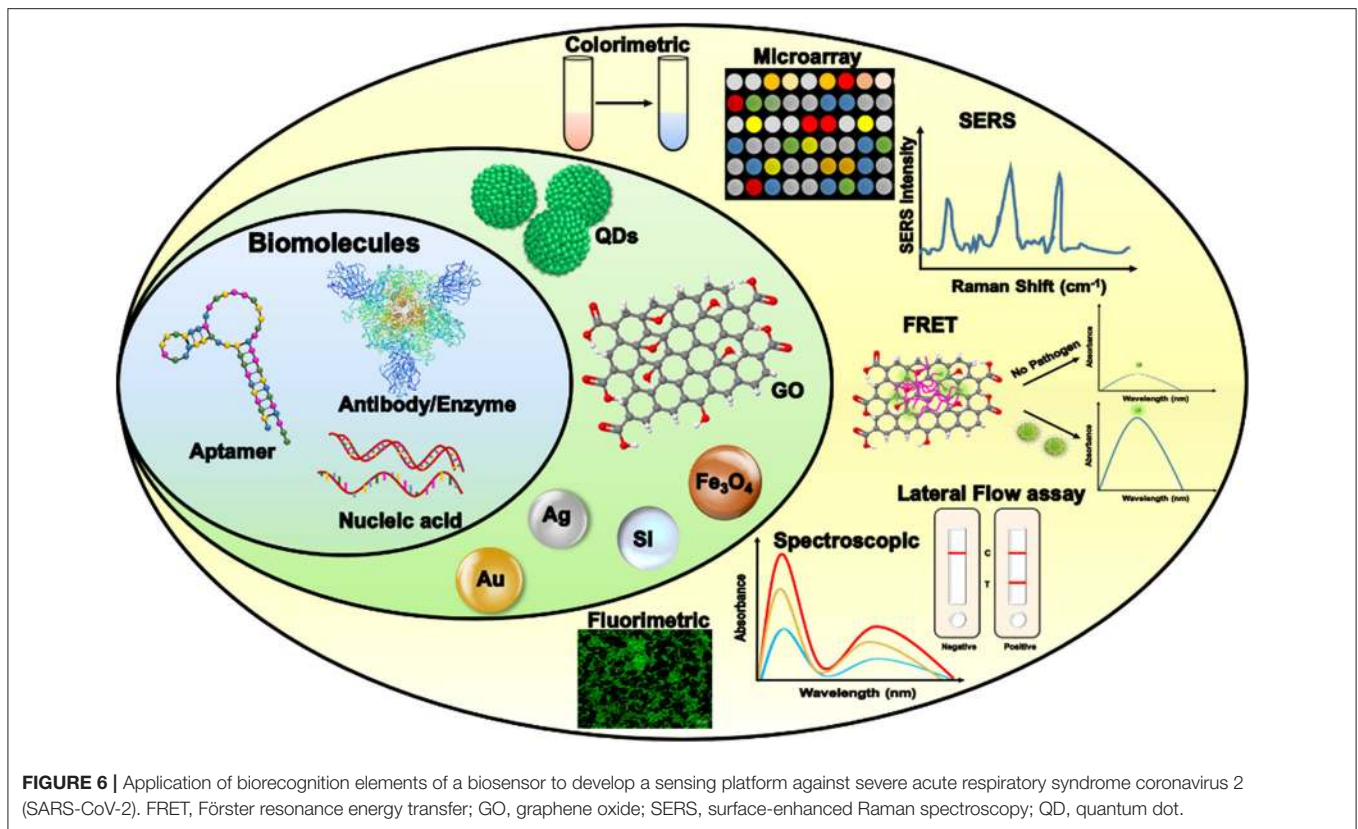 Colorimetric
Microarray
SERS
SERS Intensity
Raman Shift (cm⁻¹)
QDs
Biomolecules
Aptamer
Antibody/Enzyme
Nucleic acid
GO
Fe₃O₄
Ag
SI
Au
FRET
No Pathogen
Absorbance
Wavelength (nm)
Absorbance
Wavelength (nm)
Lateral Flow assay
C
T
Negative
Positive
Spectroscopic
Absorbance
Wavelength (nm)
Fluorimetric
FIGURE 6 | Application of biorecognition elements of a biosensor to develop a sensing platform against severe acute respiratory syndrome coronavirus 2
(SARS-CoV-2). FRET, Förster resonance energy transfer; GO, graphene oxide; SERS, surface-enhanced Raman spectroscopy; QD, quantum dot.